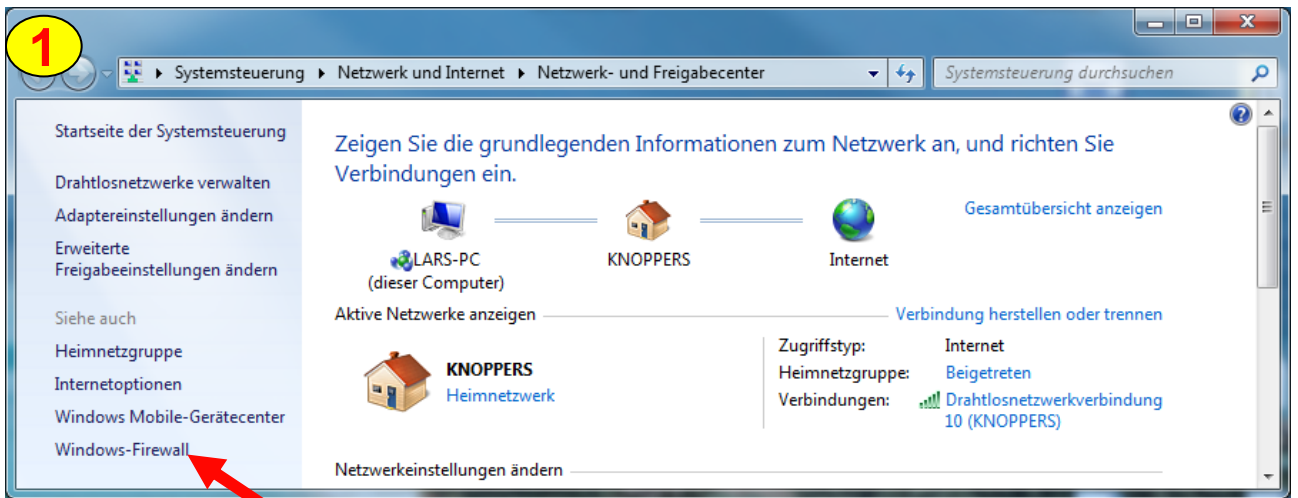 1
Systemsteuerung ▸ Netzwerk und Internet ▸ Netzwerk- und Freigabecenter
Systemsteuerung durchsuchen
Startseite der Systemsteuerung
Drahtlosnetzwerke verwalten
Adaptereinstellungen ändern
Erweiterte
Freigabeeinstellungen ändern
Siehe auch
Heimnetzgruppe
Internetoptionen
Windows Mobile-Gerätecenter
Windows-Firewall
Zeigen Sie die grundlegenden Informationen zum Netzwerk an, und richten Sie
Verbindungen ein.
Gesamtübersicht anzeigen
LARS-PC
(dieser Computer)
KNOPPERS
Internet
Aktive Netzwerke anzeigen
Verbindung herstellen oder trennen
KNOPPERS
Heimnetzwerk
Zugriffstyp: Internet
Heimnetzgruppe: Beigetreten
Verbindungen: Drahtlosnetzwerkverbindung
10 (KNOPPERS)
Netzwerkeinstellungen ändern